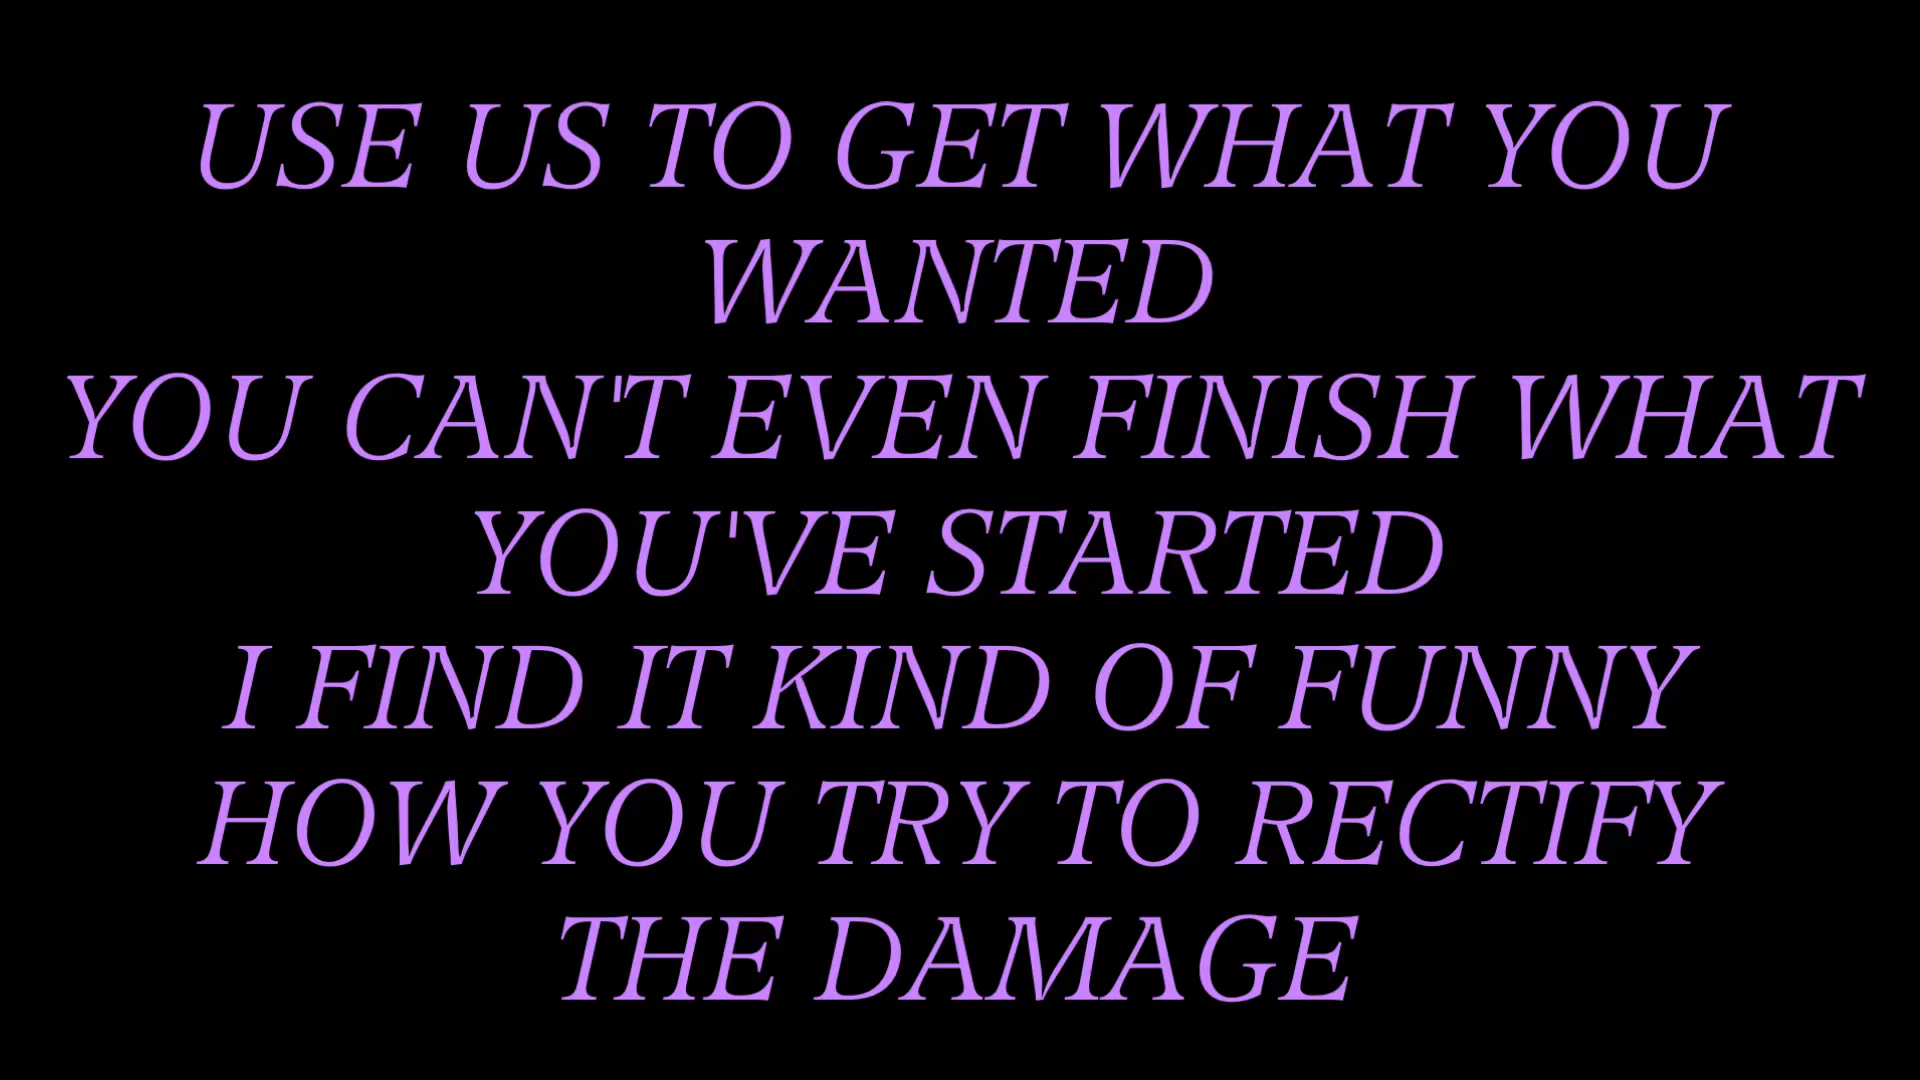 USE US TO GET WHAT YOU
WANTED
YOU CAN'T EVEN FINISH WHAT
YOU'VE STARTED
I FIND IT KIND OF FUNNY
HOW YOU TRY TO RECTIFY
THE DAMAGE